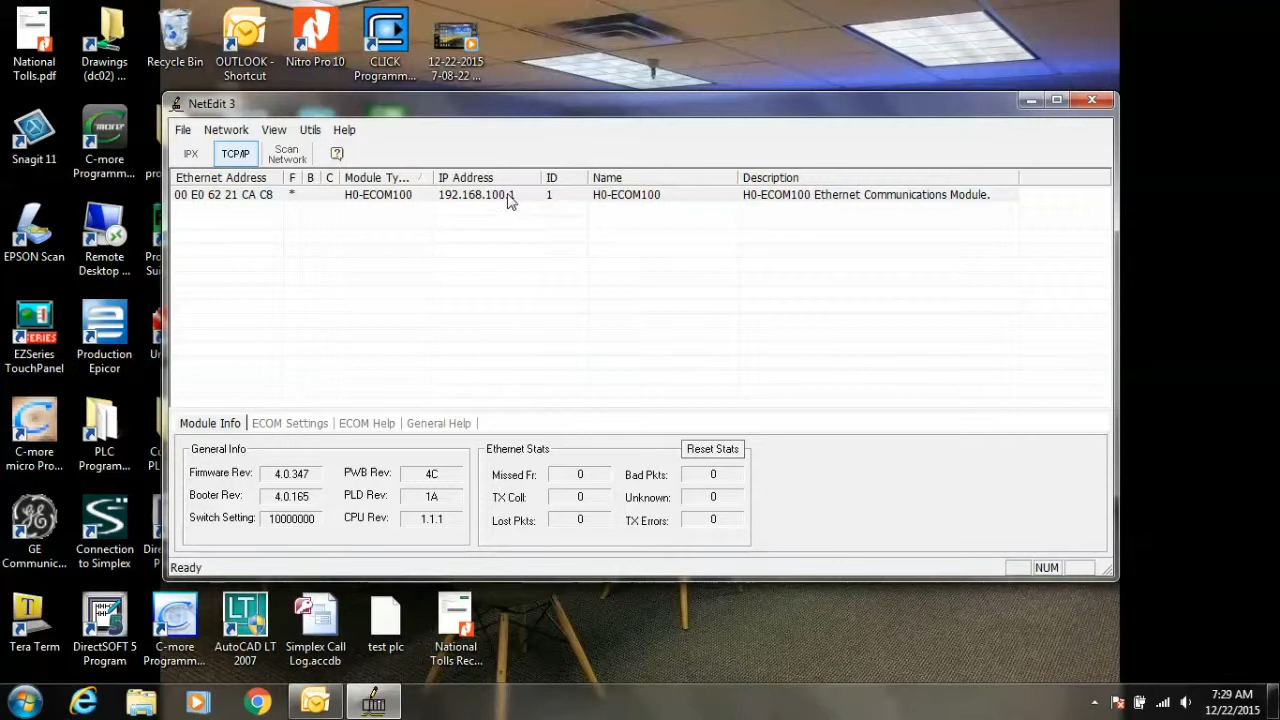 National
Tolls.pdf
Drawings
(dc02) ...
Recycle Bin
OUTLOOK -
Shortcut
Nitro Pro 10
CLICK
Programm...
12-22-2015
7-08-22 ...
Snagit 11
C-more
Programm...
EPSON Scan
Remote
Desktop ...
EZSeries
TouchPanel
Production
Epicor
C-more
micro Pro...
PLC
Program...
GE
Communic...
Connection
to Simplex
Tera Term
DirectSOFT 5
Program
C-more
Programm...
AutoCAD LT
2007
Simplex Call
Log.accdb
test plc
National
Tolls Rec...
NetEdit 3
File Network View Utils Help
IPX TCP/IP Scan
Network
Ethernet Address F B C Module Ty... IP Address ID Name Description
00 E0 62 21 CA C8 * H0-ECOM100 192.168.100.1 1 H0-ECOM100 H0-ECOM100 Ethernet Communications Module.
Module Info ECOM Settings ECOM Help General Help
General Info
Firmware Rev: 4.0.347 PWB Rev: 4C
Booter Rev: 4.0.165 PLD Rev: 1A
Switch Setting: 10000000 CPU Rev: 1.1.1
Ethernet Stats Reset Stats
Missed Fr: 0 Bad Pkts: 0
TX Coll: 0 Unknown: 0
Lost Pkts: 0 TX Errors: 0
Ready NUM
7:29 AM
12/22/2015